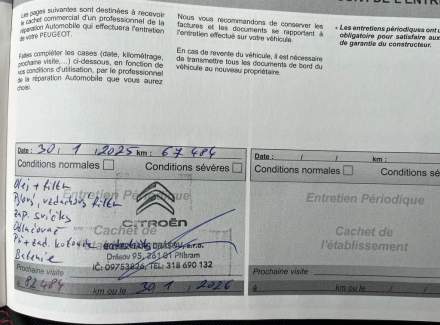 Les pages suivantes sont destinées à recevoir
le cachet commercial d'un professionnel de la
réparation Automobile qui effectuera l'entretien
de votre PEUGEOT.
Faites compléter les cases (date, kilométrage,
prochaine visite,...) ci-dessous, en fonction de
vos conditions d'utilisation, par le professionnel
de la réparation Automobile que vous aurez
choisi.
Nous vous recommandons de conserver les
factures et les documents se rapportant à
l'entretien effectué sur votre véhicule.
En cas de revente du véhicule, il est nécessaire
de transmettre tous les documents de bord du
véhicule au nouveau propriétaire.
- Les entretiens périodiques ont
obligatoire pour satisfaire aux
de garantie du constructeur.
Date : 30 / 1 / 2025 km : 67 484
Conditions normales Conditions sévères
Olej + filtr
Entretien Périodique
CITROËN
Cachet de
Drásov 95, 261 01 Příbram
IČ: 09753826, TEL: 318 690 132
Prochaine visite
92 484 km ou le 30 1 2026
Date : / / km :
Conditions normales Conditions sé
Entretien Périodique
Cachet de
l'établissement
Prochaine visite
à km ou le / /